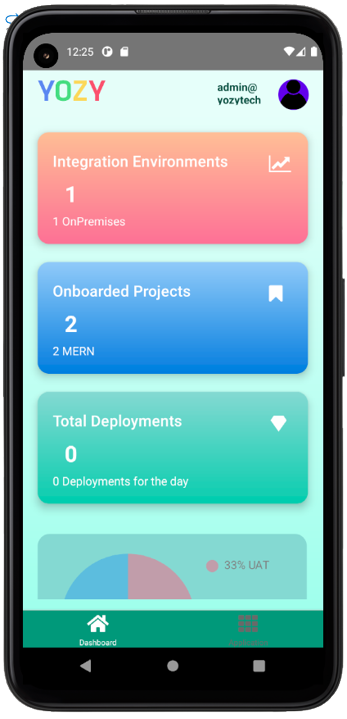 12:25
YOZY
admin@
yozytech
Integration Environments
1
1 OnPremises
Onboarded Projects
2
2 MERN
Total Deployments
0
0 Deployments for the day
33% UAT
Dashboard